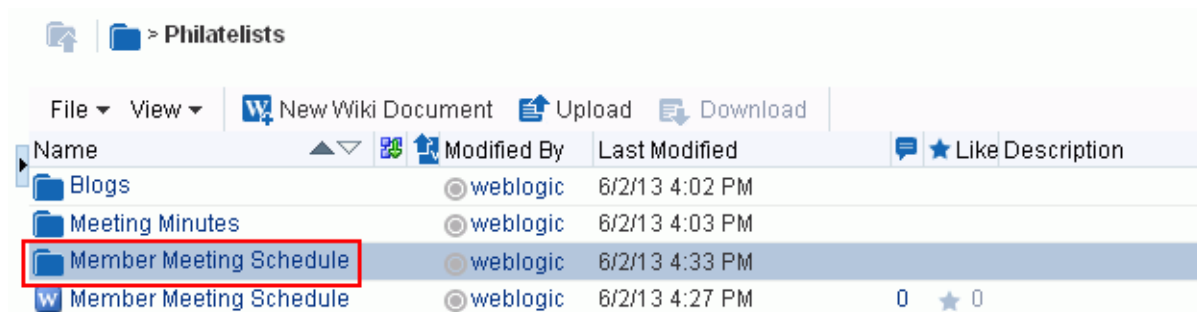 > Philatelists
File View New Wiki Document Upload Download
Name Modified By Last Modified Like Description
Blogs weblogic 6/2/13 4:02 PM
Meeting Minutes weblogic 6/2/13 4:03 PM
Member Meeting Schedule weblogic 6/2/13 4:33 PM
W Member Meeting Schedule weblogic 6/2/13 4:27 PM 0 0